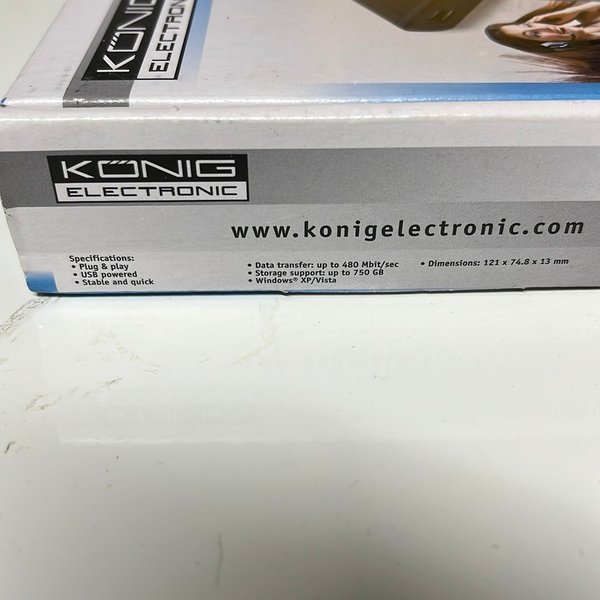 KÖNIG
ELECTRONIC
KÖNIG
ELECTRONIC
www.konigelectronic.com
Specifications:
• Plug & play
• USB powered
• Stable and quick
• Data transfer: up to 480 Mbit/sec
• Storage support: up to 750 GB
• Windows® XP/Vista
• Dimensions: 121 x 74.8 x 13 mm